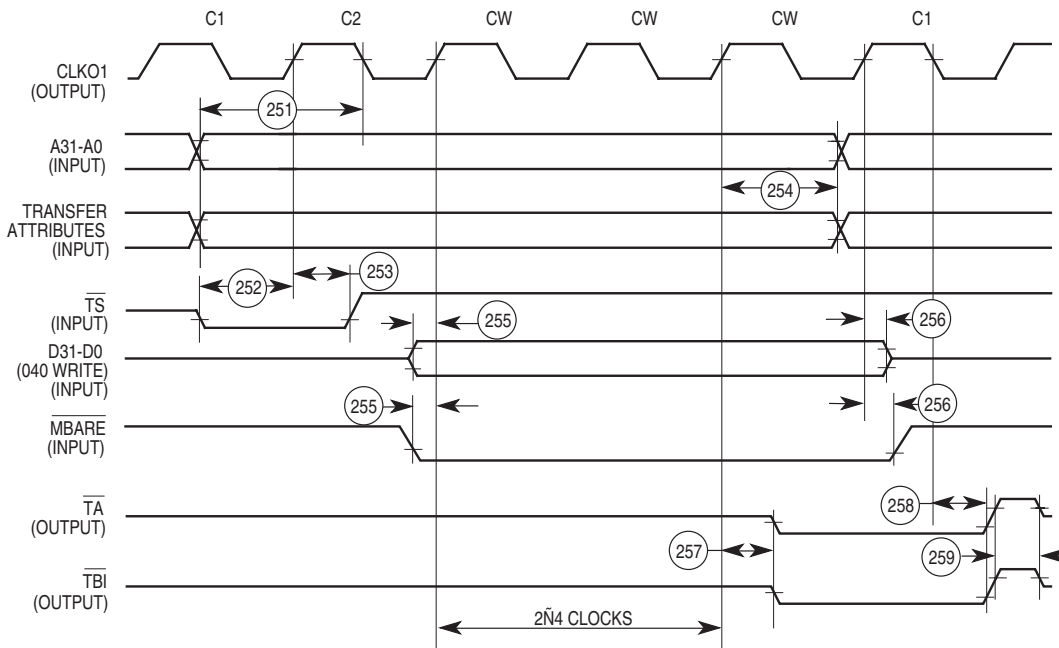 C1 C2 CW CW CW C1
CLKO1
(OUTPUT)
251
A31-A0
(INPUT)
254
TRANSFER
ATTRIBUTES
(INPUT)
252
253
TS
(INPUT)
255
256
D31-D0
(040 WRITE)
(INPUT)
255
256
MBARE
(INPUT)
TA
(OUTPUT)
258
257
259
TBI
(OUTPUT)
2Ñ4 CLOCKS